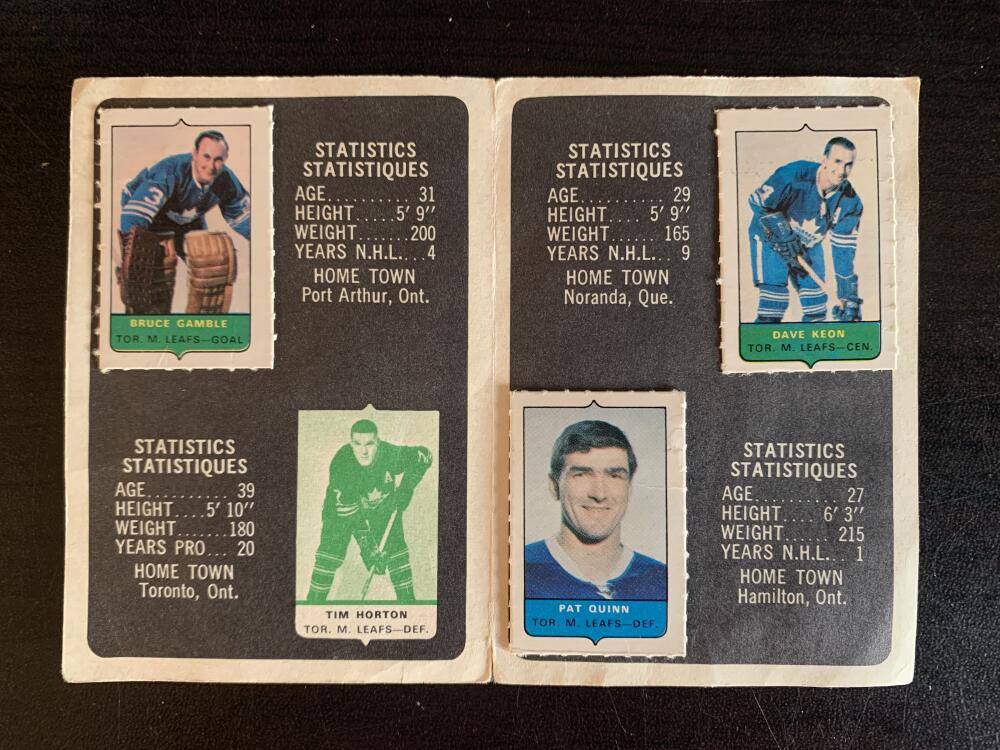 STATISTICS
STATISTIQUES
AGE.......... 31
HEIGHT.....5' 9"
WEIGHT.......200
YEARS N.H.L....4
HOME TOWN
Port Arthur, Ont.
3
BRUCE GAMBLE
TOR. M. LEAFS—GOAL
STATISTICS
STATISTIQUES
AGE.......... 39
HEIGHT.....5' 10"
WEIGHT.......180
YEARS PRO... 20
HOME TOWN
Toronto, Ont.
A
7
7
TIM HORTON
TOR. M. LEAFS—DEF.
STATISTICS
STATISTIQUES
AGE.......... 29
HEIGHT.... 5' 9"
WEIGHT...... 165
YEARS N.H.L... 9
HOME TOWN
Noranda, Que.
4
DAVE KEON
TOR. M. LEAFS—CEN.
PAT QUINN
TOR. M. LEAFS—DEF.
STATISTICS
STATISTIQUES
AGE.......... 27
HEIGHT.... 6' 3"
WEIGHT...... 215
YEARS N.H.L.. 1
HOME TOWN
Hamilton, Ont.